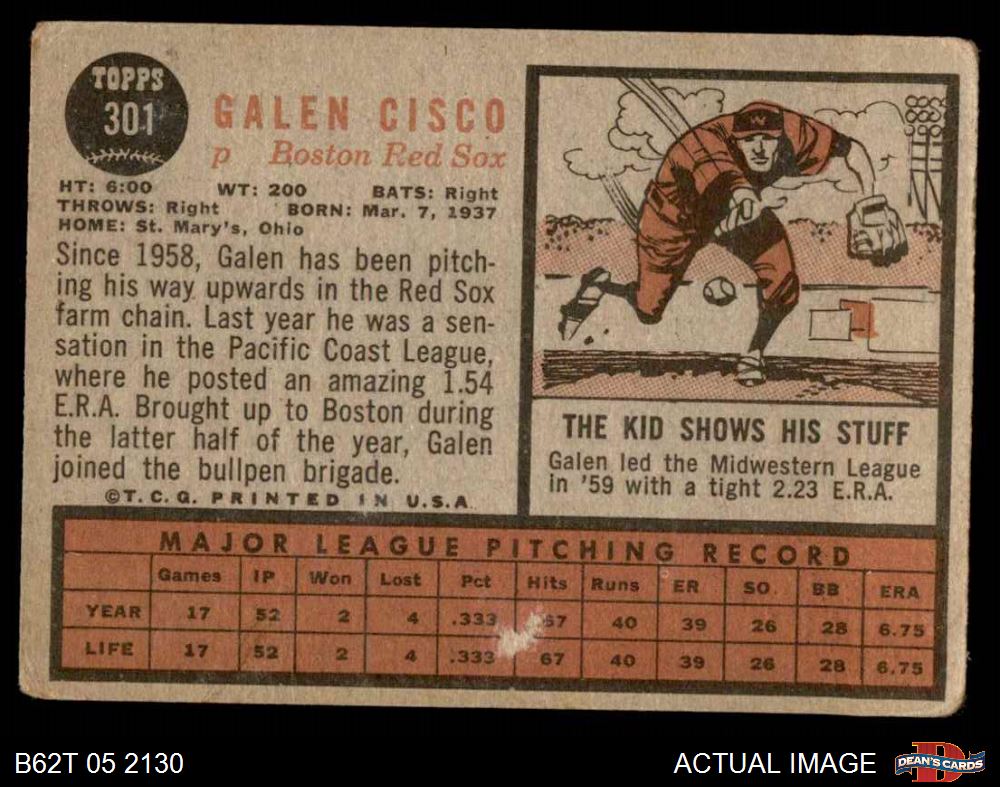 TOPPS
301
GALEN CISCO
p Boston Red Sox
HT: 6:00 WT: 200 BATS: Right
THROWS: Right BORN: Mar. 7, 1937
HOME: St. Mary's, Ohio
Since 1958, Galen has been pitch-
ing his way upwards in the Red Sox
farm chain. Last year he was a sen-
sation in the Pacific Coast League,
where he posted an amazing 1.54
E.R.A. Brought up to Boston during
the latter half of the year, Galen
joined the bullpen brigade.
©T.C.G. PRINTED IN U.S.A.
W
THE KID SHOWS HIS STUFF
Galen led the Midwestern League
in '59 with a tight 2.23 E.R.A.
MAJOR LEAGUE PITCHING RECORD
Games IP Won Lost Pct Hits Runs ER SO BB ERA
YEAR 17 52 2 4 .333 67 40 39 26 28 6.75
LIFE 17 52 2 4 .333 67 40 39 26 28 6.75
B62T 05 2130 ACTUAL IMAGE DEAN'S CARDS